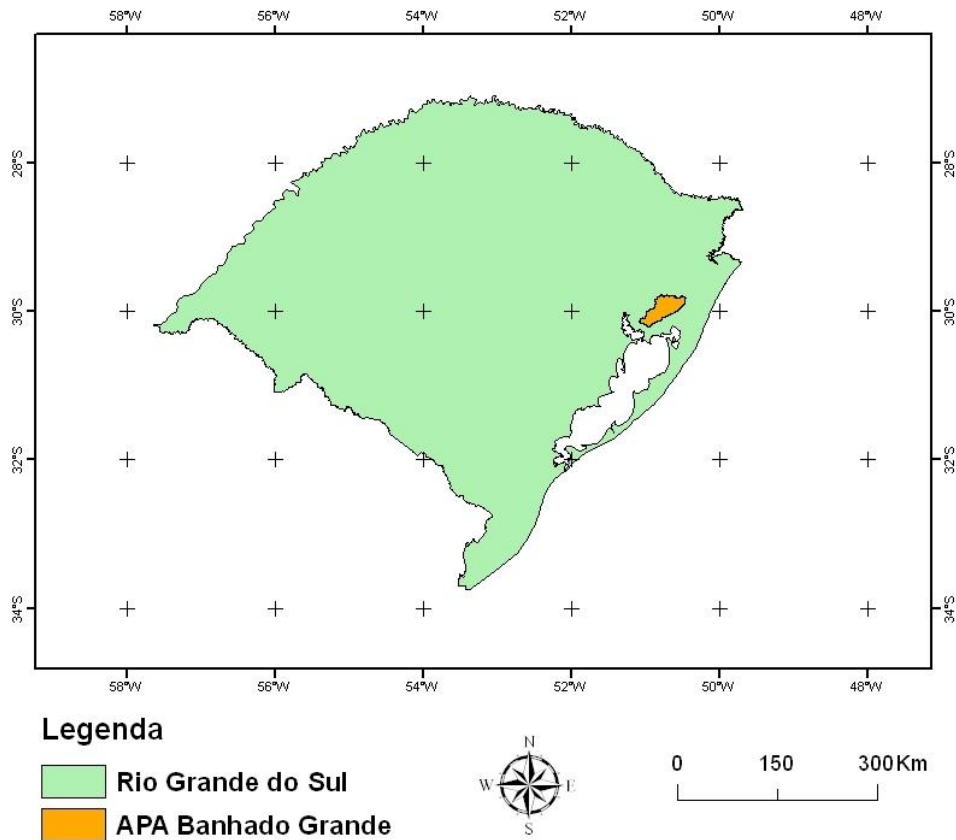 58°W 56°W 54°W 52°W 50°W 48°W
28°S 28°S
30°S 30°S
32°S 32°S
34°S 34°S
58°W 56°W 54°W 52°W 50°W 48°W
Legenda
Rio Grande do Sul
APA Banhado Grande
N
W E
S
0 150 300 Km